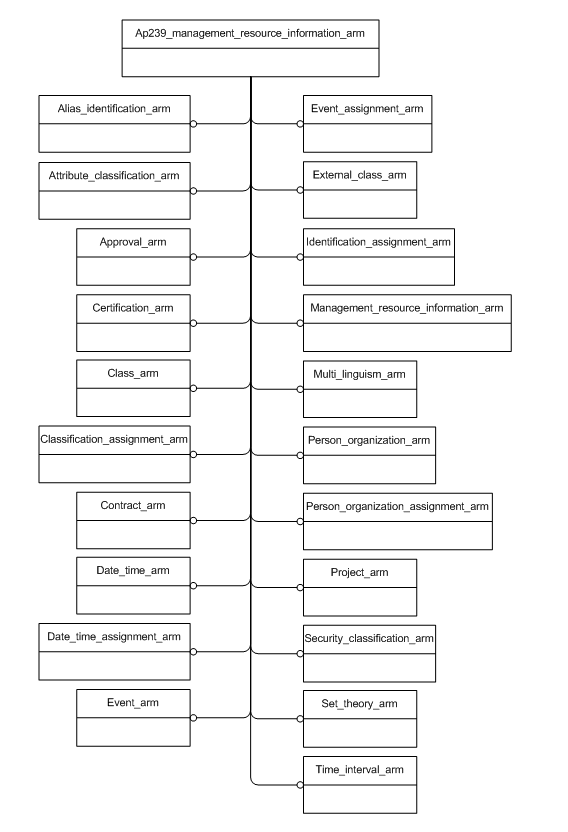 Ap239_management_resource_information_arm
Alias_identification_arm
Event_assignment_arm
Attribute_classification_arm
External_class_arm
Approval_arm
Identification_assignment_arm
Certification_arm
Management_resource_information_arm
Class_arm
Multi_linguism_arm
Classification_assignment_arm
Person_organization_arm
Contract_arm
Person_organization_assignment_arm
Date_time_arm
Project_arm
Date_time_assignment_arm
Security_classification_arm
Event_arm
Set_theory_arm
Time_interval_arm